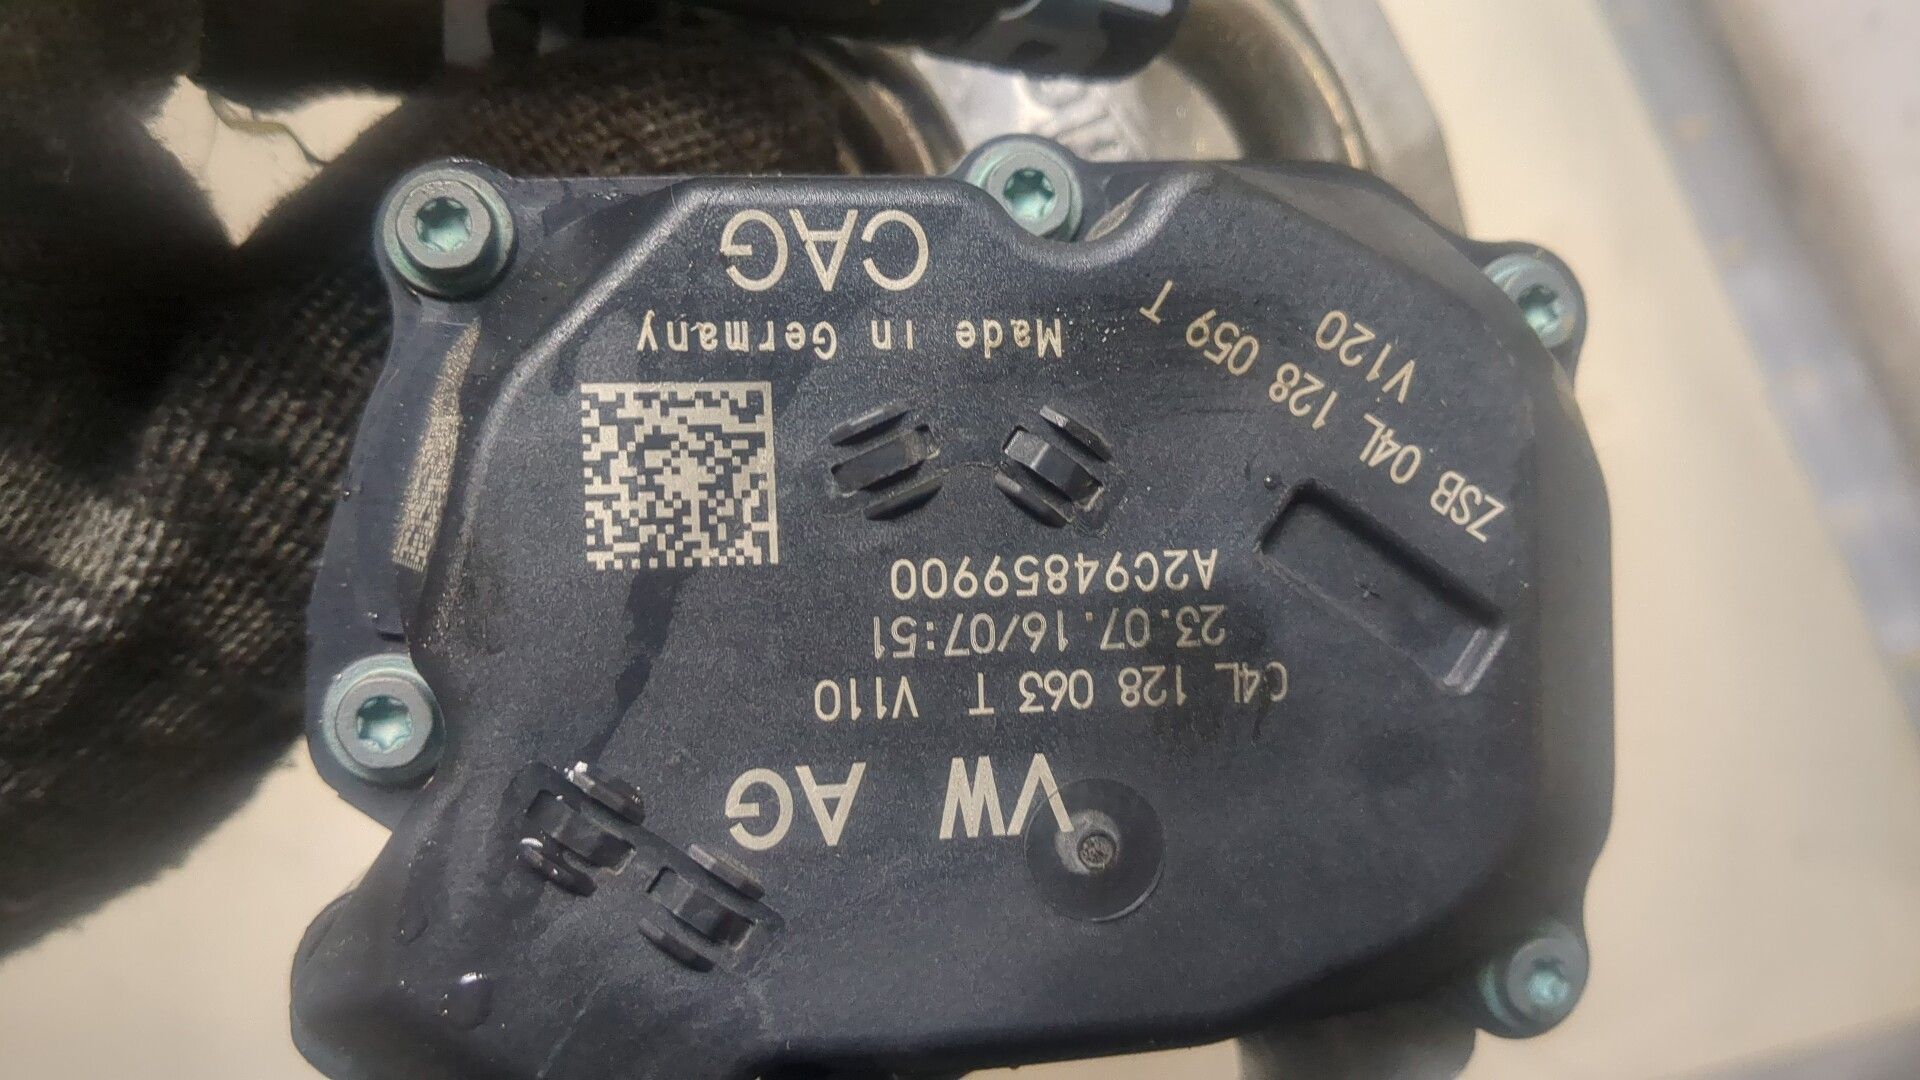 VW AG
04L 128 063 T V110
23.07.16/07:51
A2C94859900
ZSB 04L 128 059 T
V120
Made in Germany
CAG